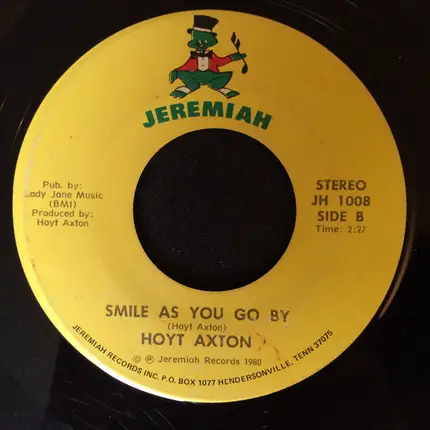 JEREMIAH
Pub. by:
Lady Jane Music
(BMI)
Produced by:
Hoyt Axton
STEREO
JH 1008
SIDE B
Time: 2:27
SMILE AS YOU GO BY
(Hoyt Axton)
HOYT AXTON
© ℗ Jeremiah Records 1980
JEREMIAH RECORDS INC. P.O. BOX 1077 HENDERSONVILLE, TENN 37075